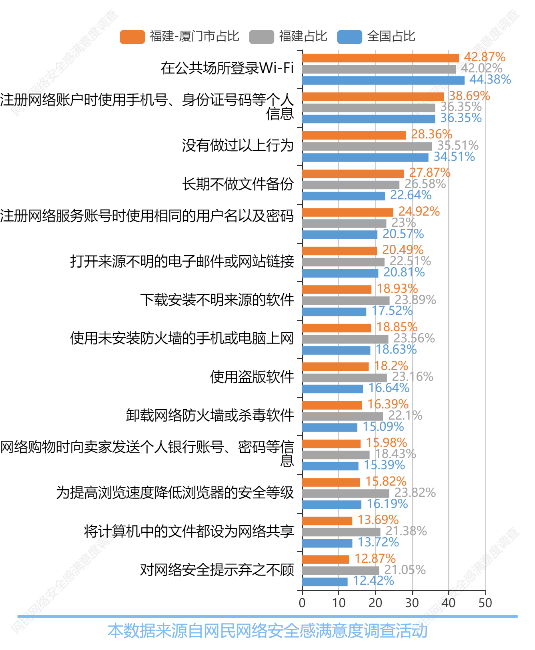 福建-厦门市占比 福建占比 全国占比
在公共场所登录Wi-Fi
42.87%
42.02%
44.38%
注册网络账户时使用手机号、身份证号码等个人
信息
38.69%
36.35%
36.35%
没有做过以上行为
28.36%
35.51%
34.51%
长期不做文件备份
27.87%
26.58%
22.64%
注册网络服务账号时使用相同的用户名以及密码
24.92%
23%
20.57%
打开来源不明的电子邮件或网站链接
20.49%
22.51%
20.81%
下载安装不明来源的软件
18.93%
23.89%
17.52%
使用未安装防火墙的手机或电脑上网
18.85%
23.56%
18.63%
使用盗版软件
18.2%
23.16%
16.64%
卸载网络防火墙或杀毒软件
16.39%
22.1%
15.09%
网络购物时向卖家发送个人银行账号、密码等信
息
15.98%
18.43%
15.39%
为提高浏览速度降低浏览器的安全等级
15.82%
23.82%
16.19%
将计算机中的文件都设为网络共享
13.69%
21.38%
13.72%
对网络安全提示弃之不顾
12.87%
21.05%
12.42%
0 10 20 30 40 50
本数据来源自网民网络安全感满意度调查活动